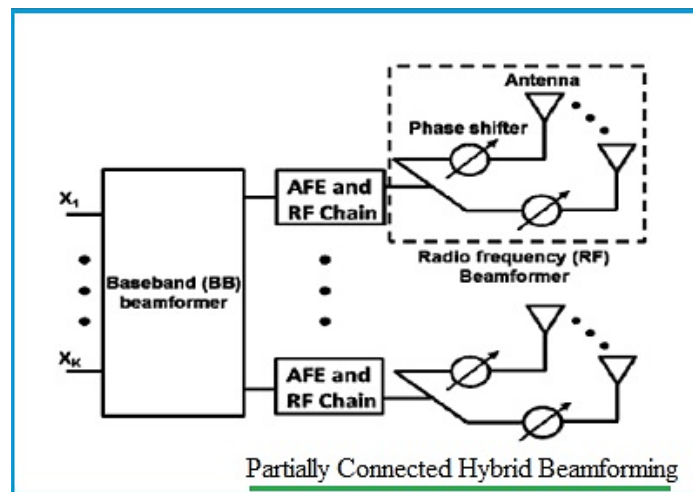 Antenna
Phase shifter
X₁
AFE and
RF Chain
Radio frequency (RF)
Beamformer
Baseband (BB)
beamformer
X_K
AFE and
RF Chain
Partially Connected Hybrid Beamforming